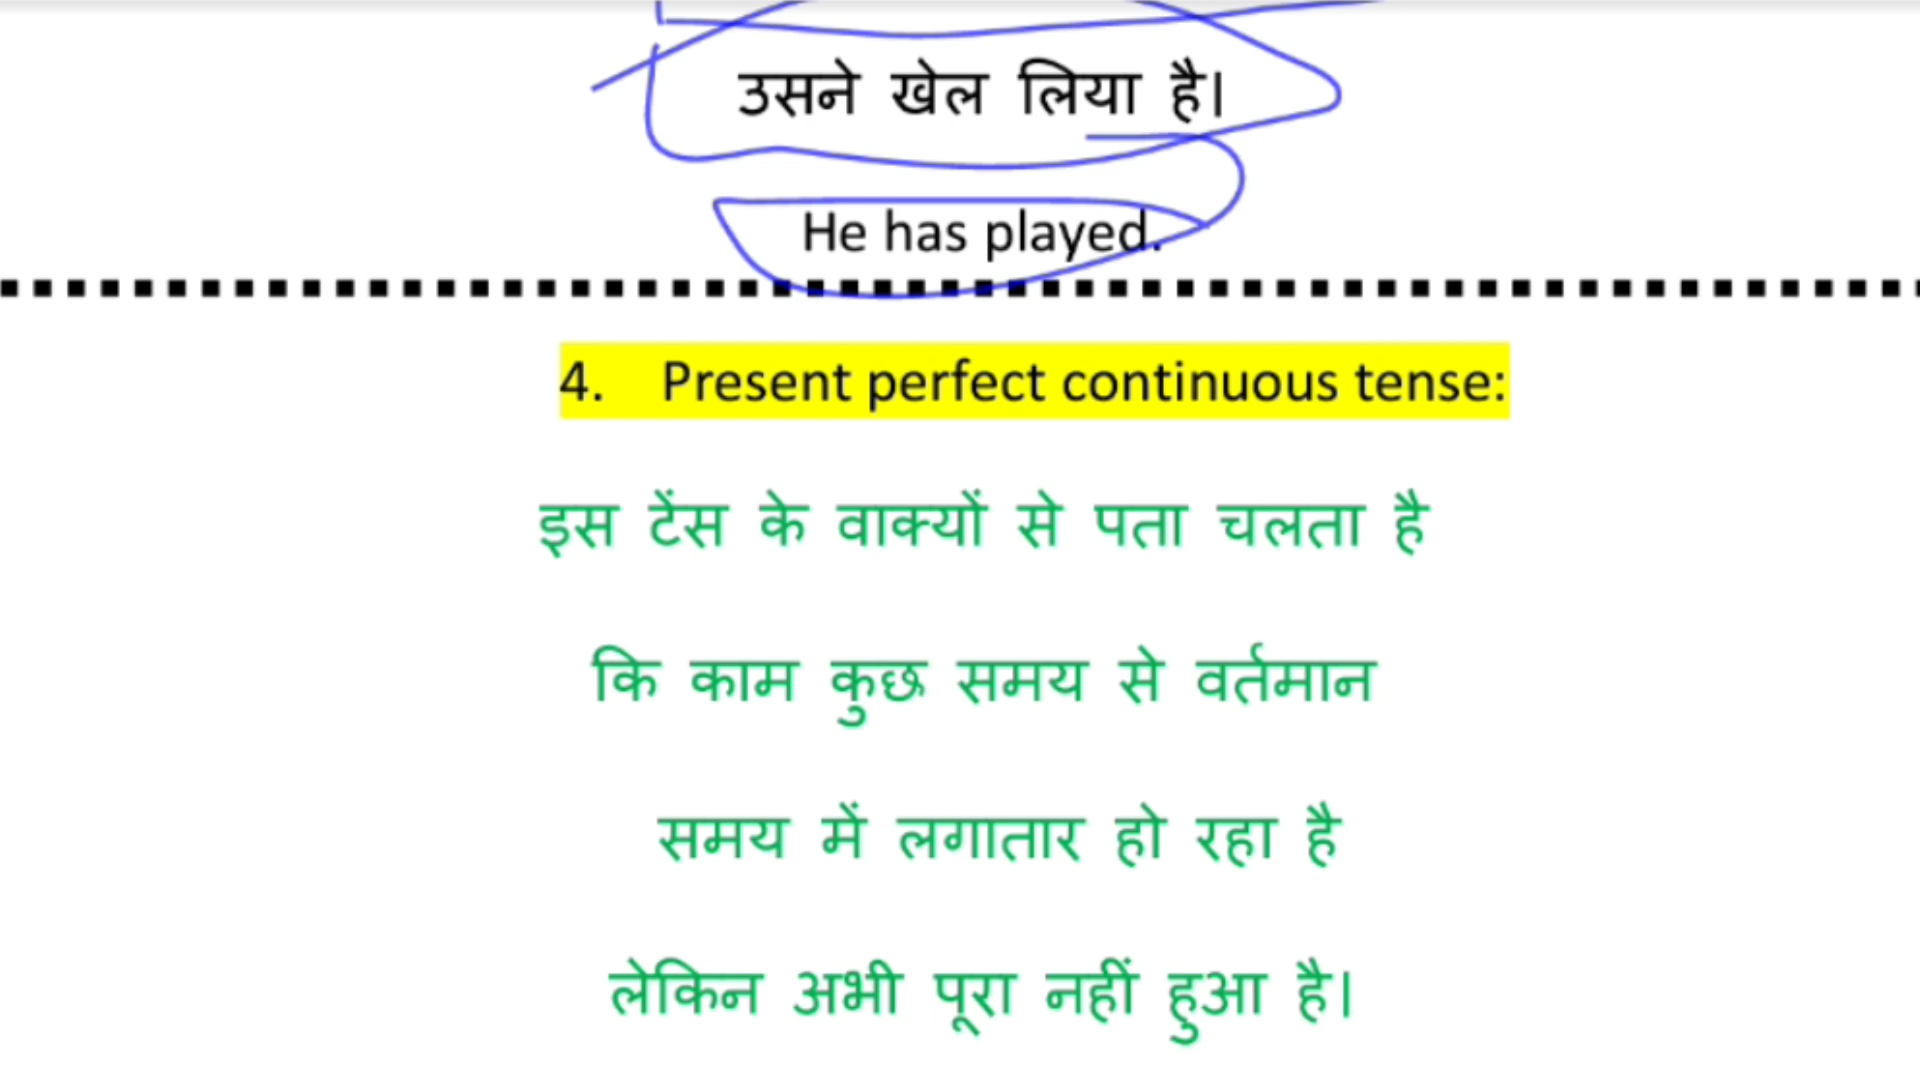 उसने खेल लिया है।
He has played.
4. Present perfect continuous tense:
इस टेंस के वाक्यों से पता चलता है
कि काम कुछ समय से वर्तमान
समय में लगातार हो रहा है
लेकिन अभी पूरा नहीं हुआ है।